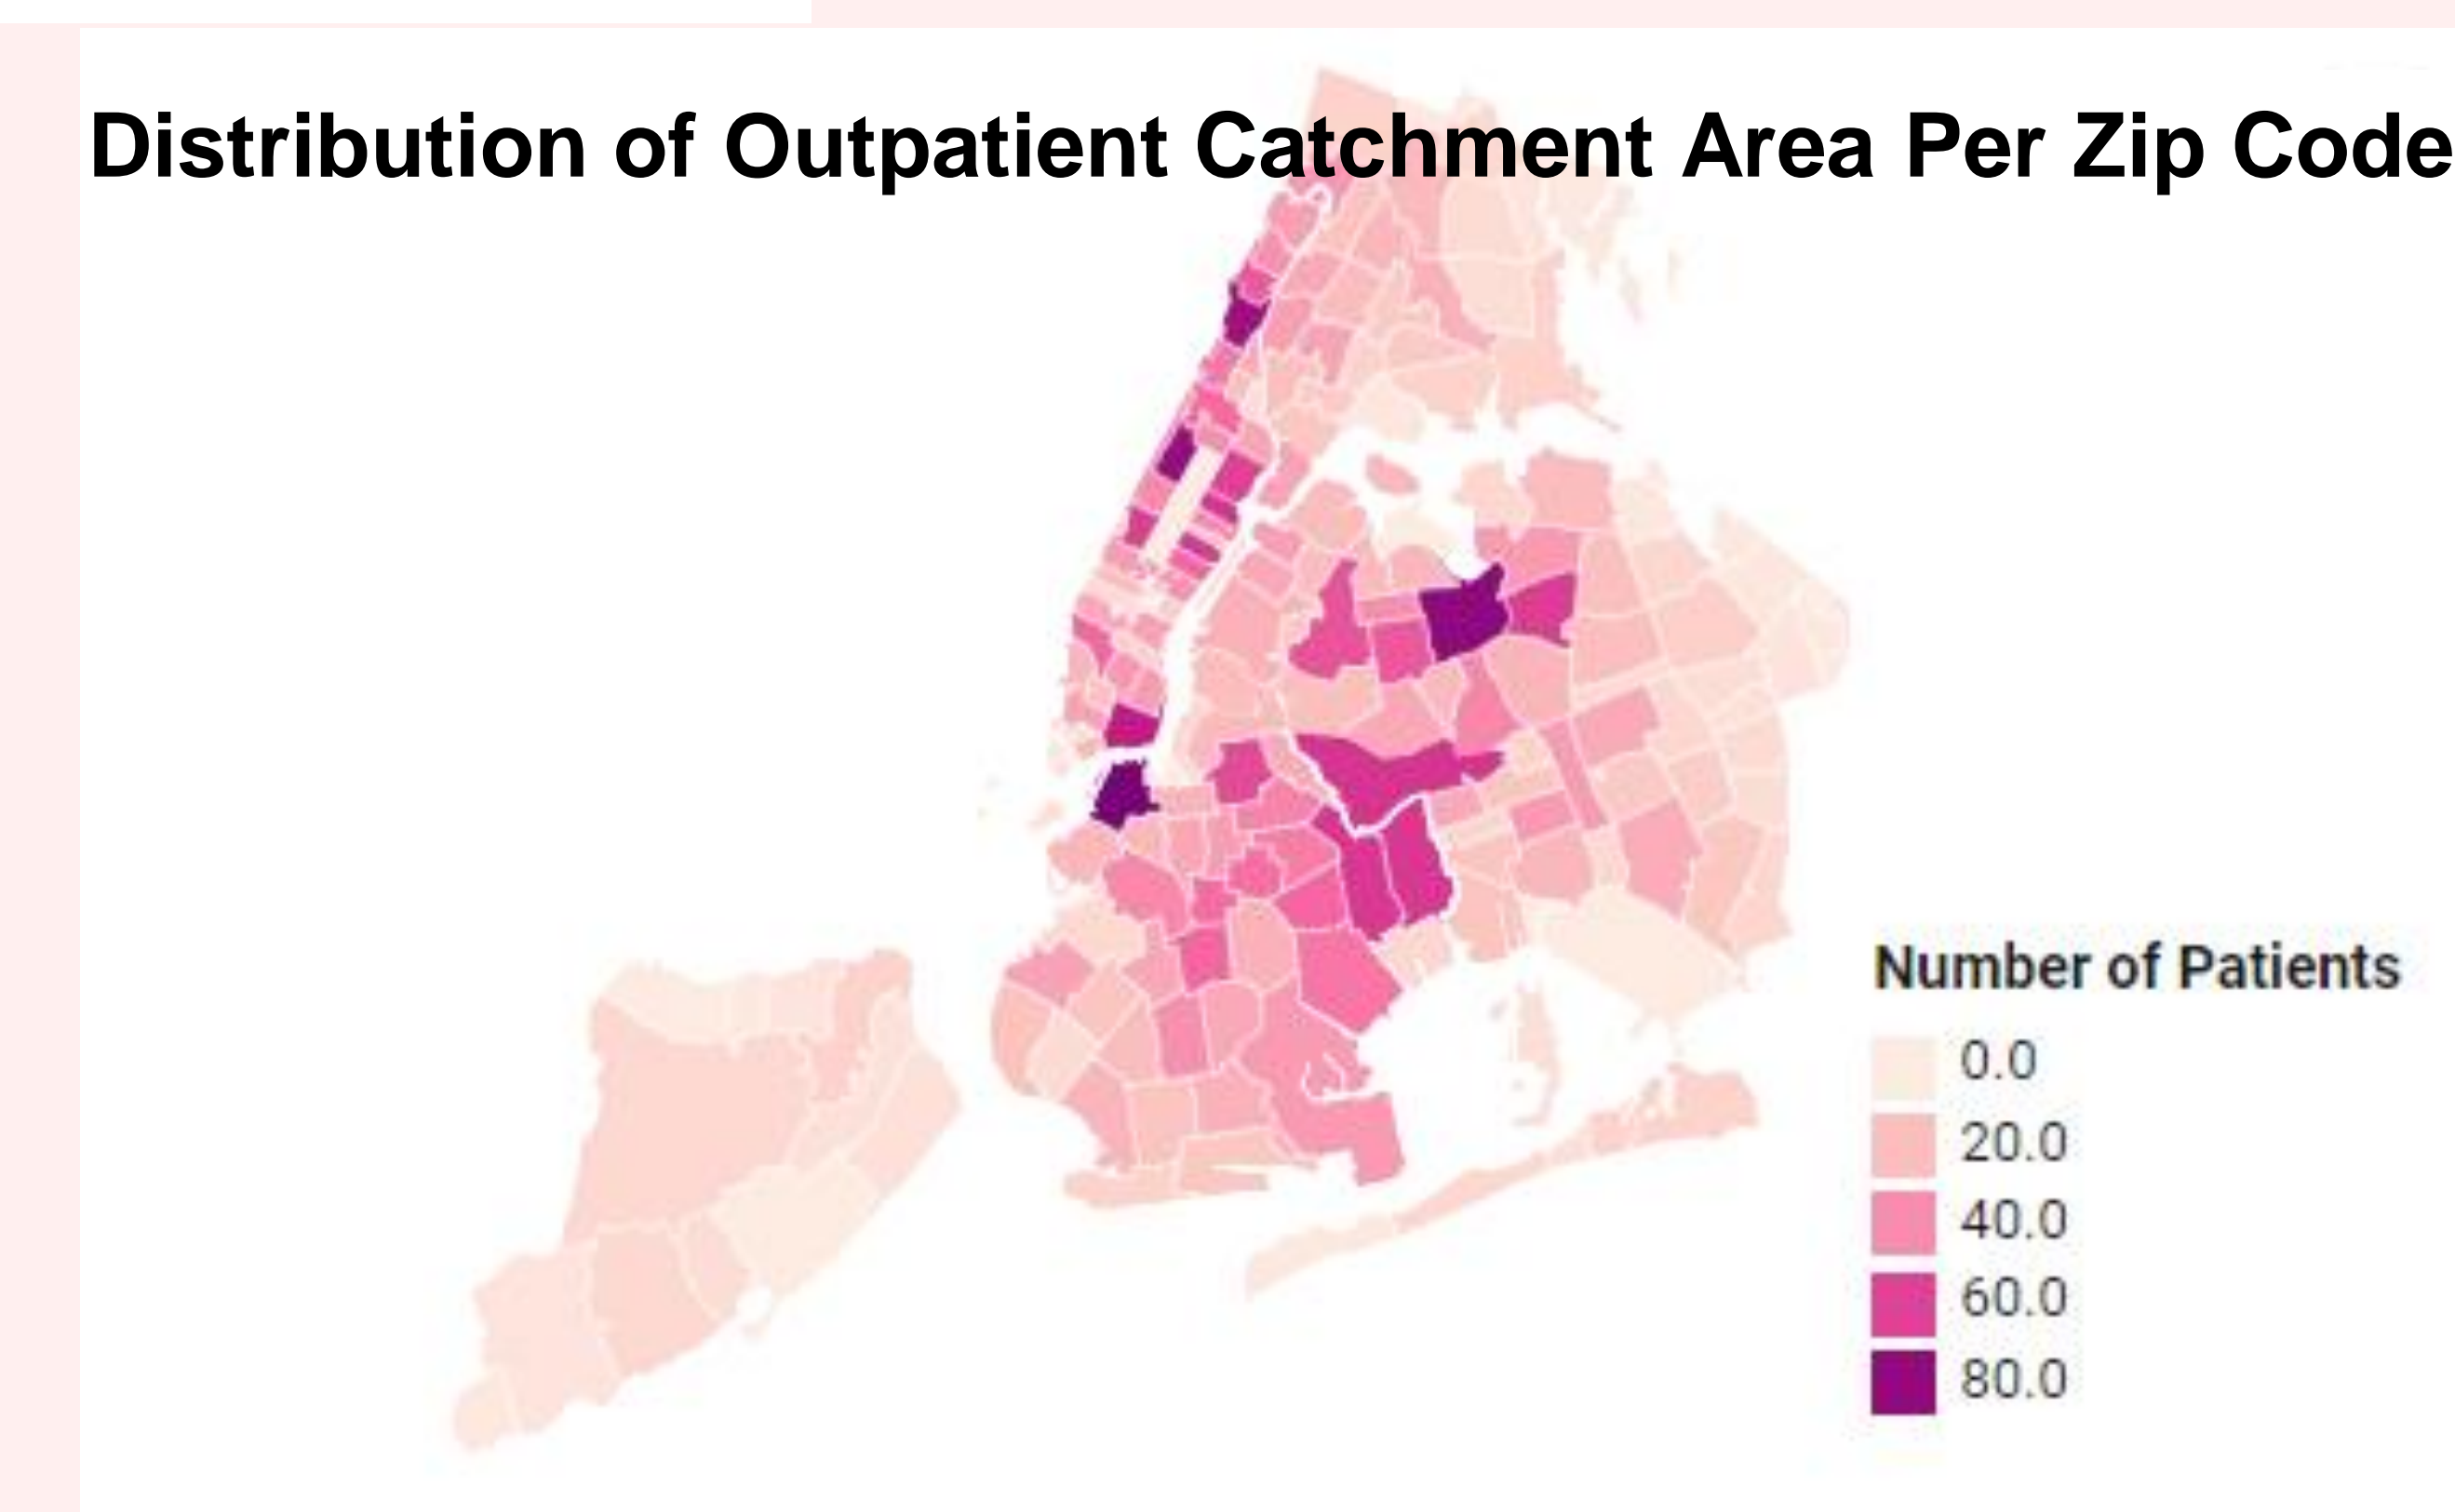 Distribution of Outpatient Catchment Area Per Zip Code
Number of Patients
0.0
20.0
40.0
60.0
80.0